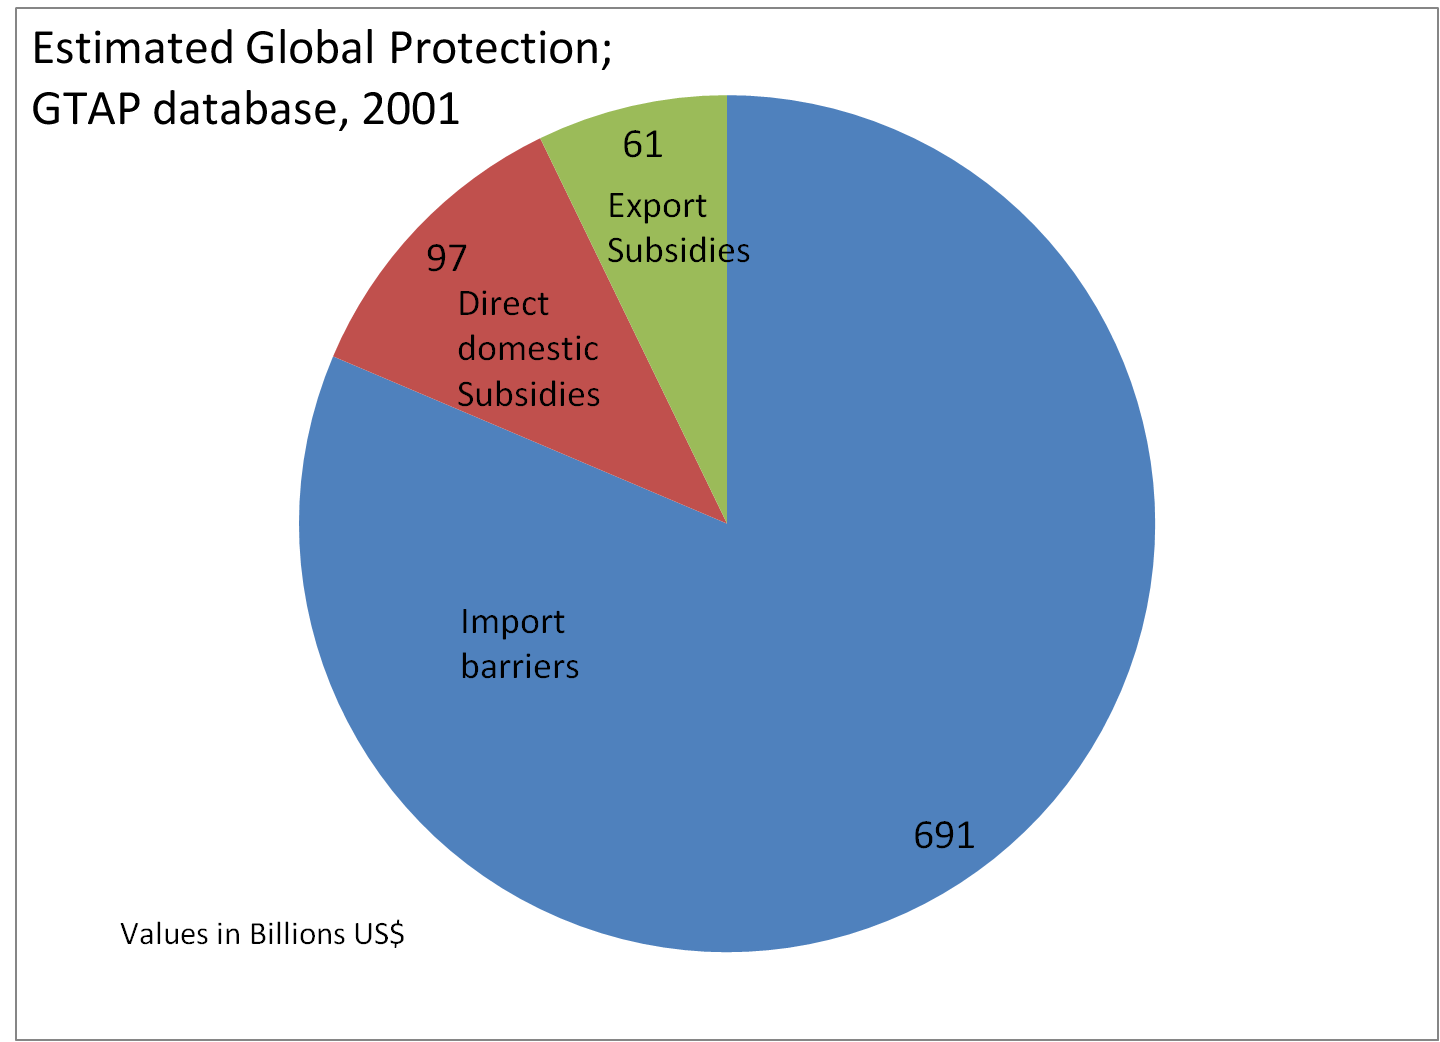 Estimated Global Protection;
GTAP database, 2001
61
Export
Subsidies
97
Direct
domestic
Subsidies
Import
barriers
691
Values in Billions US$